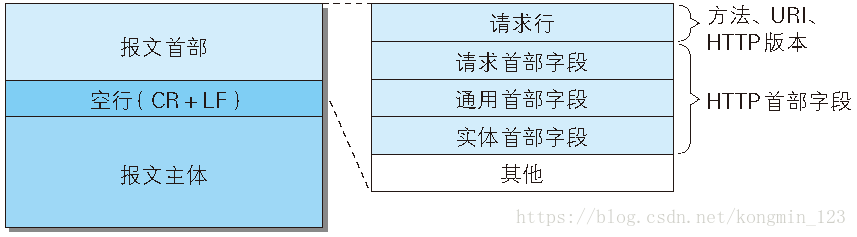 报文首部
空行(CR+LF)
报文主体
请求行
请求首部字段
通用首部字段
实体首部字段
其他
方法、URI、
HTTP版本
HTTP首部字段
https://blog.csdn.net/kongmin_123